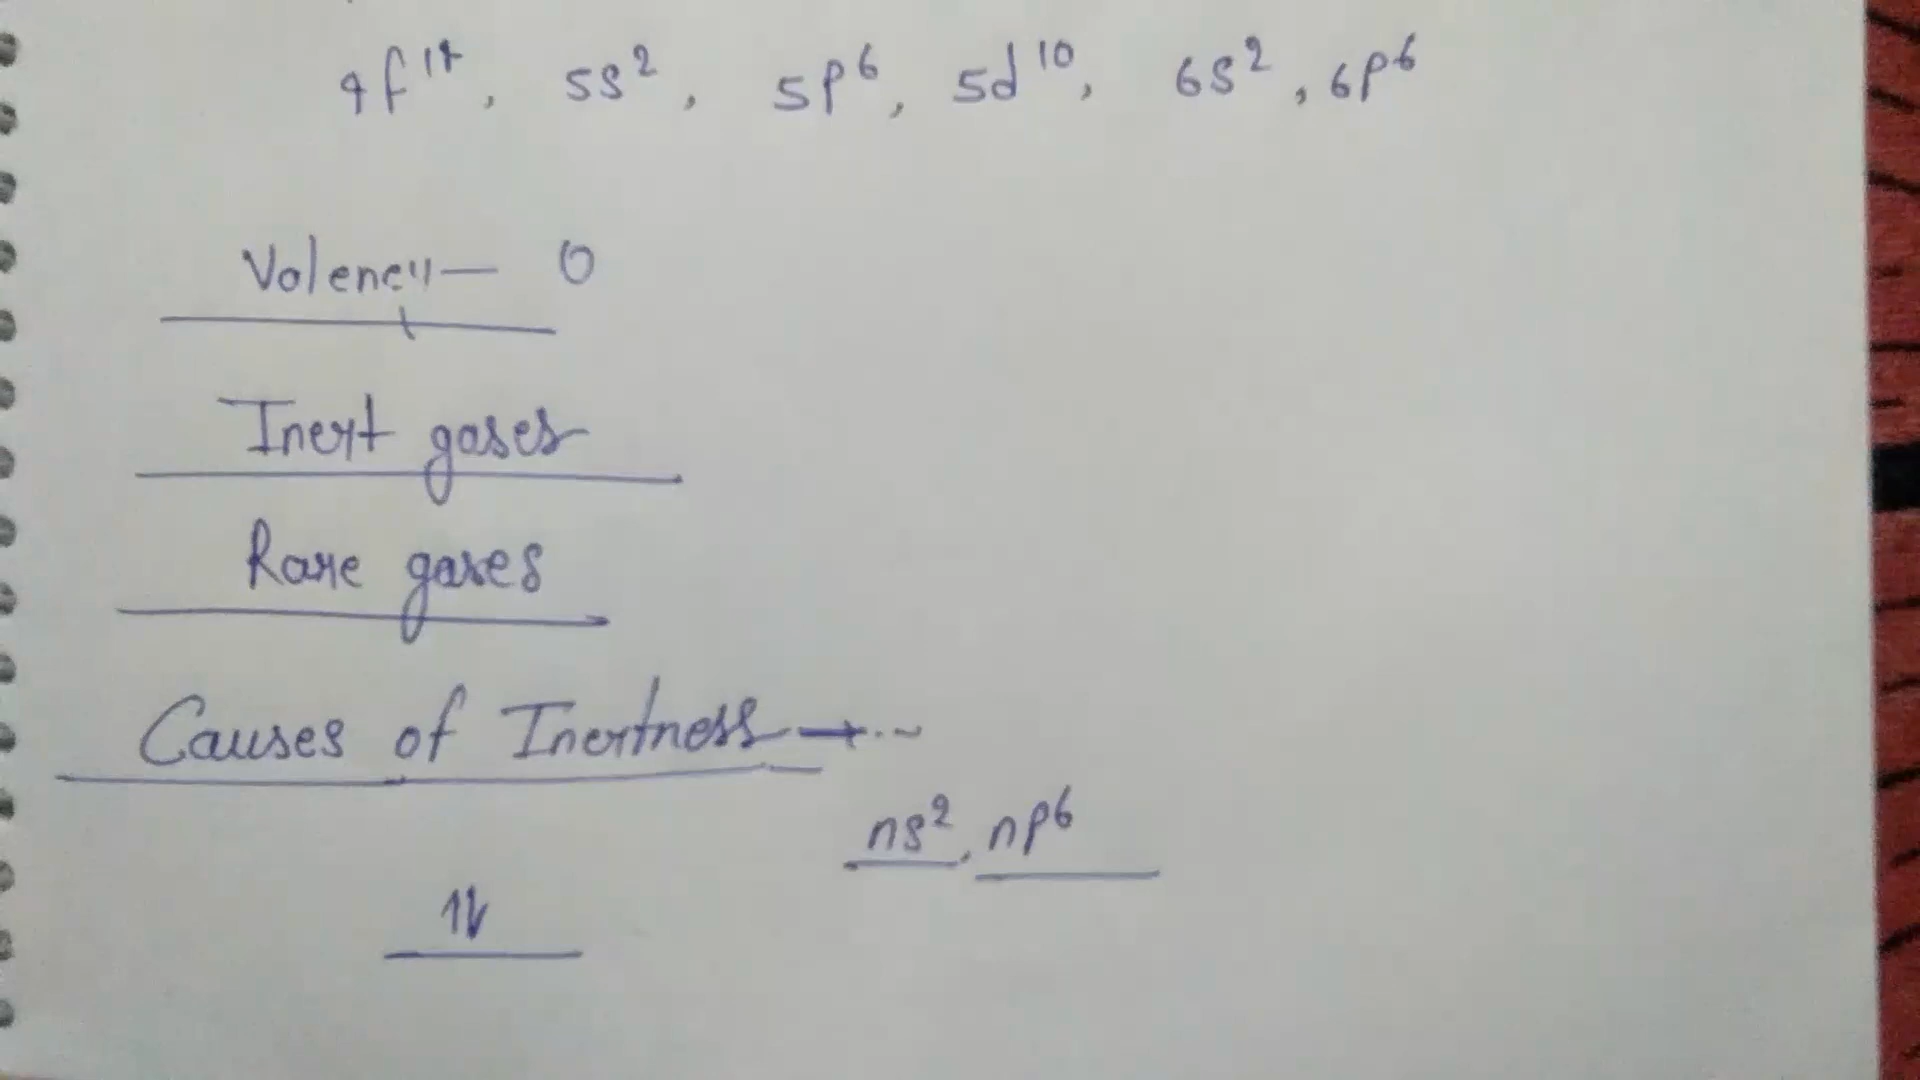 4f¹⁴, 5s², 5p⁶, 5d¹⁰, 6s², 6p⁶
Valency — 0
Inert gases
Rare gases
Causes of Inertness →
ns², np⁶
1↓